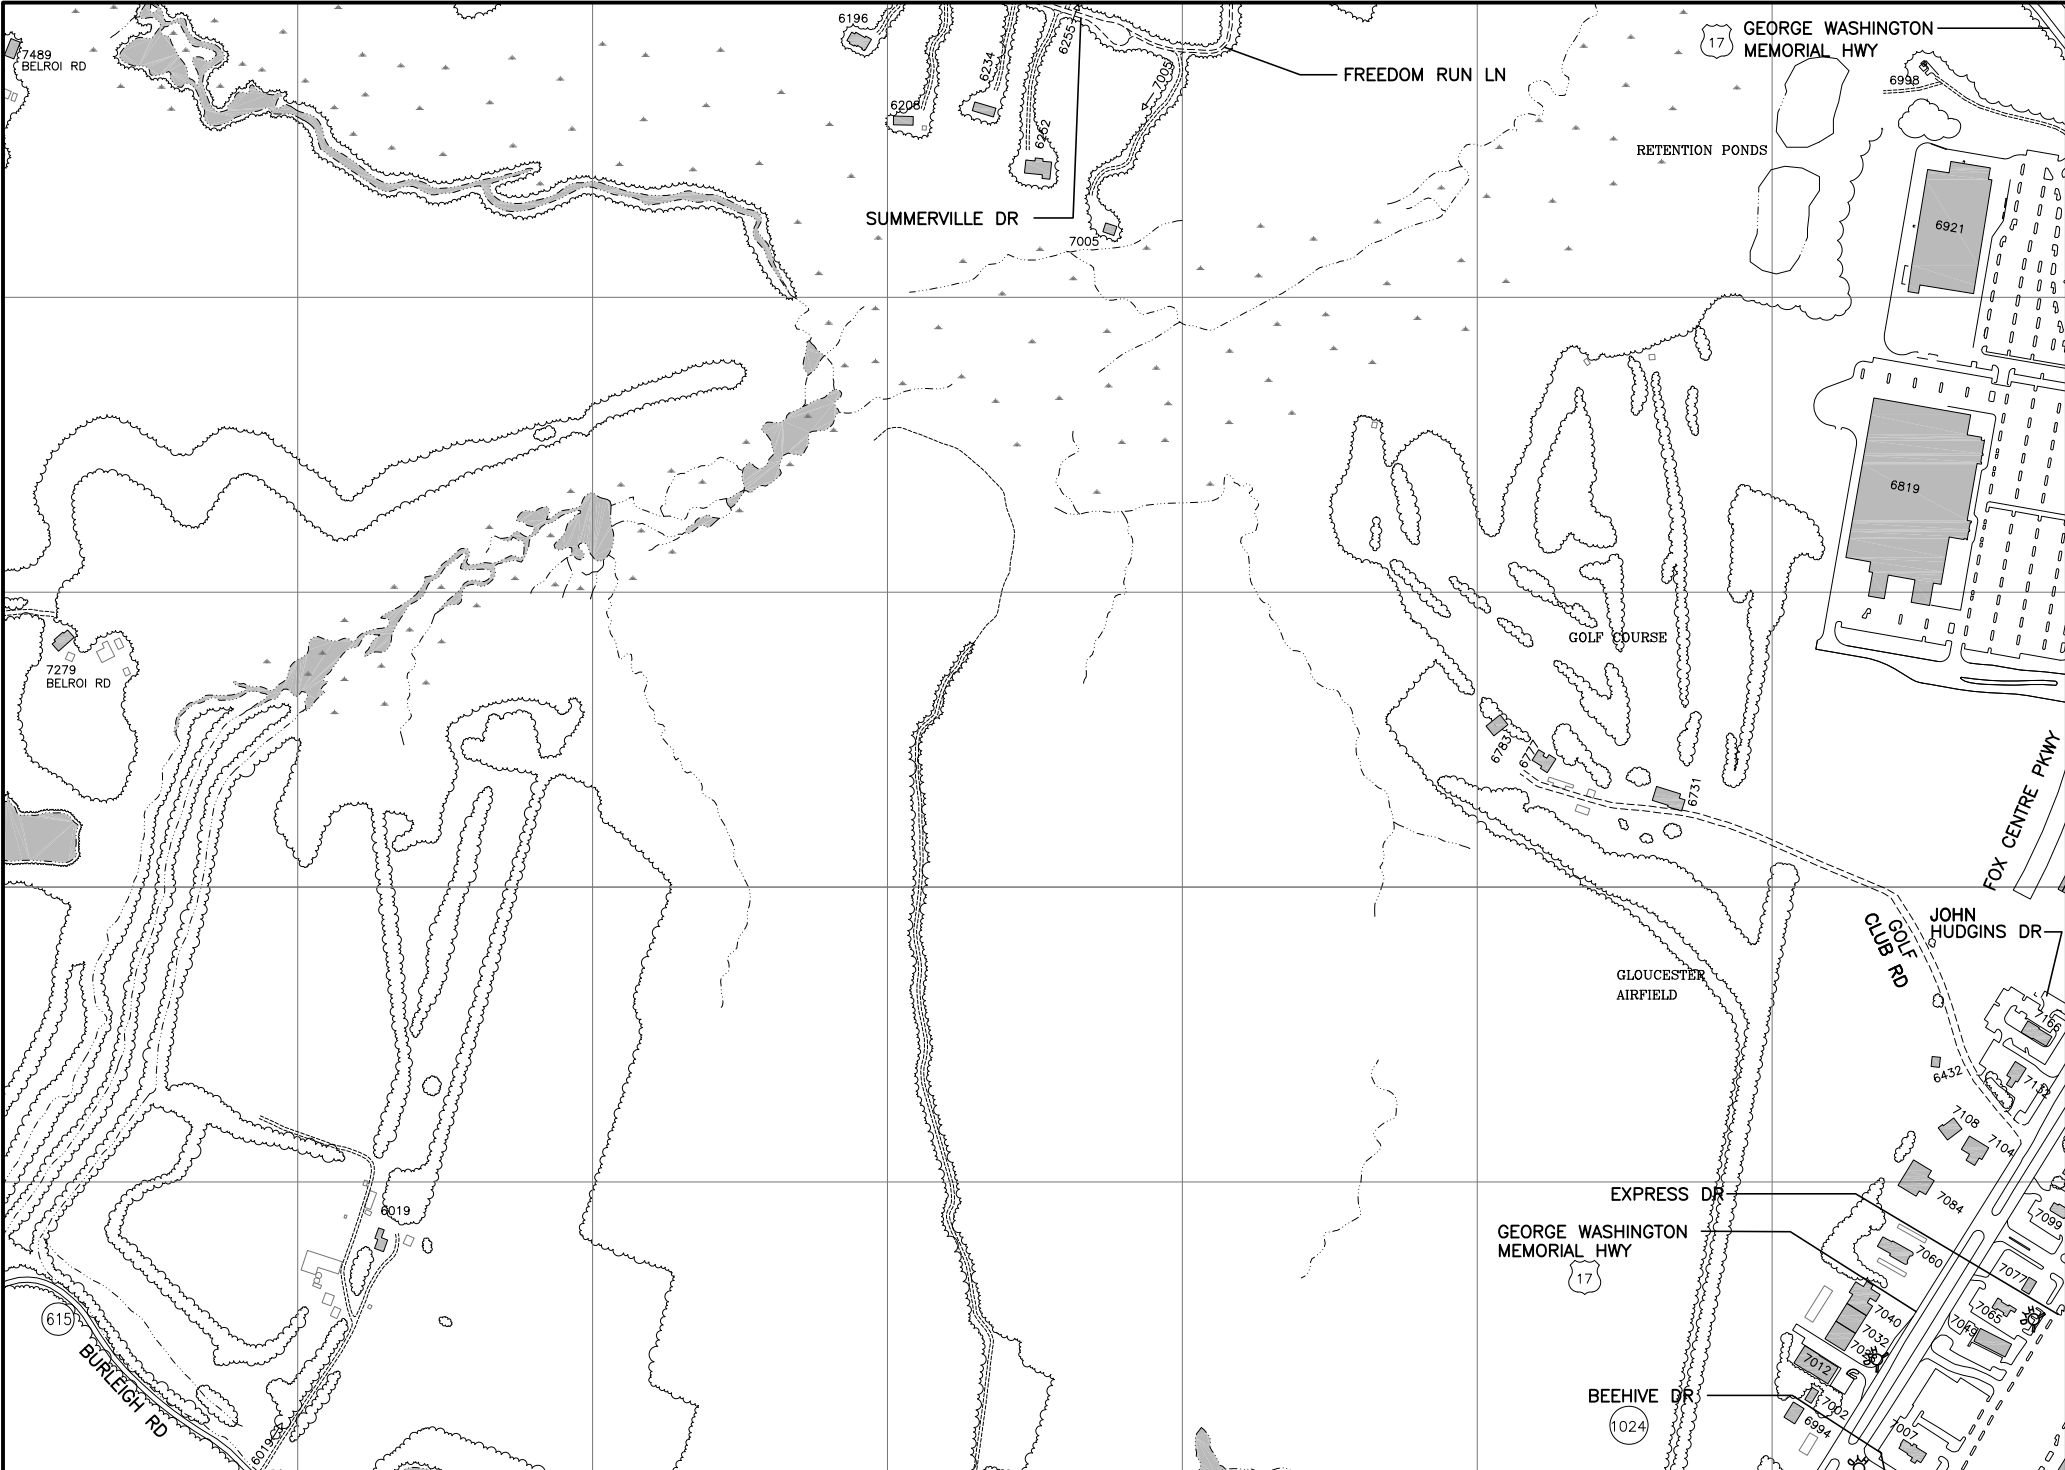 6196
GEORGE WASHINGTON
17
MEMORIAL HWY
7489
BELROI RD
6234
6255
FREEDOM RUN LN
7005
6998
6208
6262
RETENTION PONDS
SUMMERVILLE DR
7005
6921
6819
GOLF COURSE
7279
BELROI RD
6783
6731
FOX CENTRE PKWY
GOLF
CLUB RD
JOHN
HUDGINS DR
GLOUCESTER
AIRFIELD
7166
6432
7132
7108
7104
EXPRESS DR
7084
6019
7099
GEORGE WASHINGTON
MEMORIAL HWY
17
7060
7077
7065
7040
7049
7032
615
BURLEIGH RD
7012
BEEHIVE DR
1024
7002
6994
7007
6019